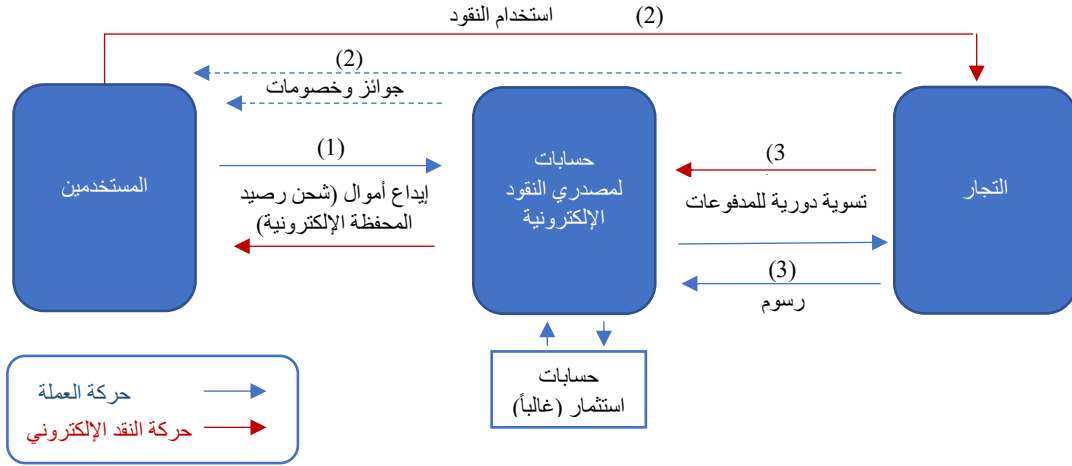 استخدام النقود (2)
(2)
جوائز وخصومات
المستخدمين
(1)
إيداع أموال (شحن رصيد
المحفظة الإلكترونية)
حسابات
لمصدري النقود
الإلكترونية
(3
تسوية دورية للمدفوعات
(3)
رسوم
التجار
حسابات
استثمار (غالباً)
حركة العملة
حركة النقد الإلكتروني